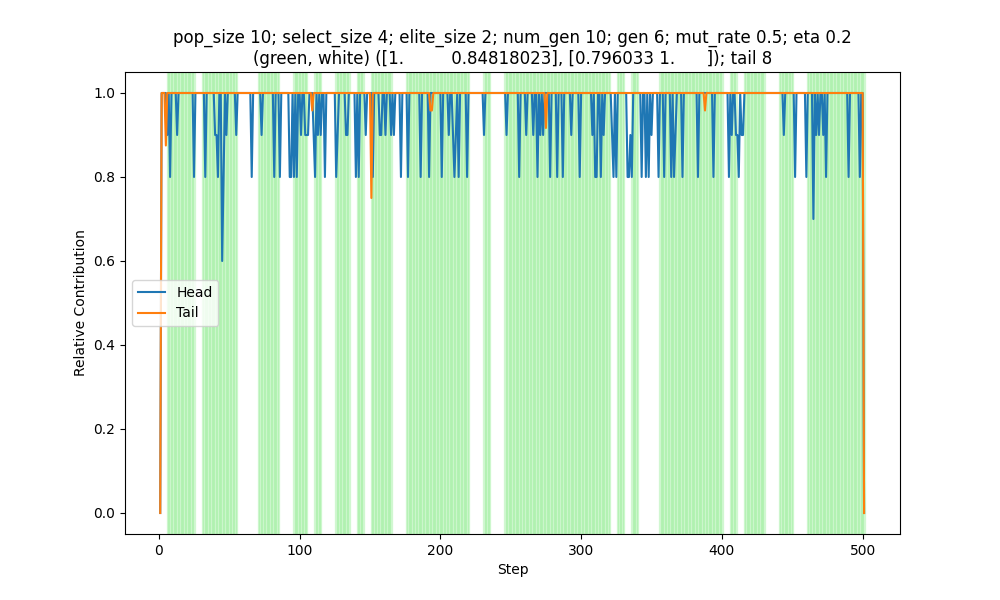 pop_size 10; select_size 4; elite_size 2; num_gen 10; gen 6; mut_rate 0.5; eta 0.2
(green, white) ([1.         0.84818023], [0.796033 1.      ]); tail 8
1.0
0.8
0.6
0.4
0.2
0.0
Relative Contribution
Head
Tail
0 100 200 300 400 500
Step